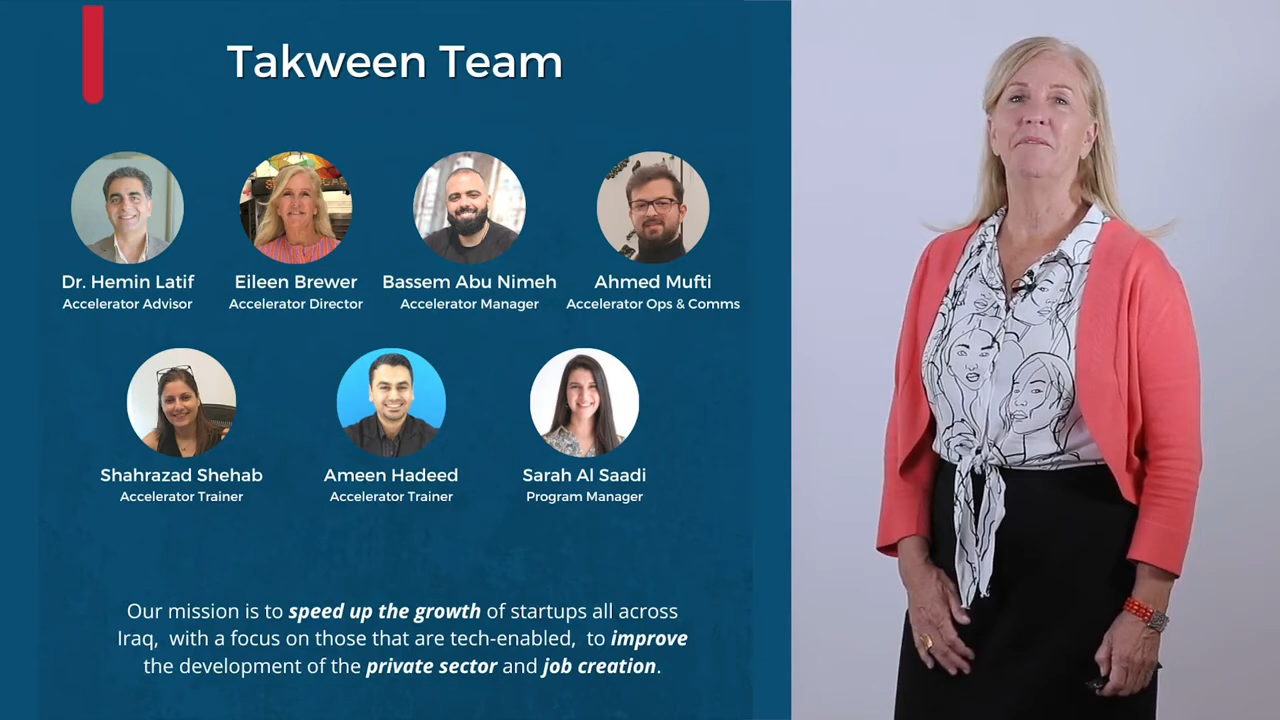 Takween Team
Dr. Hemin Latif
Accelerator Advisor
Eileen Brewer
Accelerator Director
Bassem Abu Nimeh
Accelerator Manager
Ahmed Mufti
Accelerator Ops & Comms
Shahrazad Shehab
Accelerator Trainer
Ameen Hadeed
Accelerator Trainer
Sarah Al Saadi
Program Manager
Our mission is to speed up the growth of startups all across
Iraq, with a focus on those that are tech-enabled, to improve
the development of the private sector and job creation.